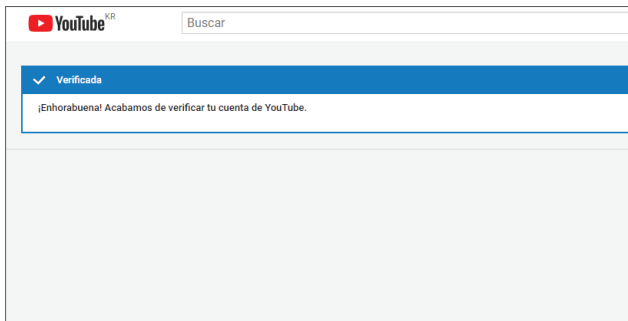 YouTube KR
Buscar
Verificada
¡Enhorabuena! Acabamos de verificar tu cuenta de YouTube.